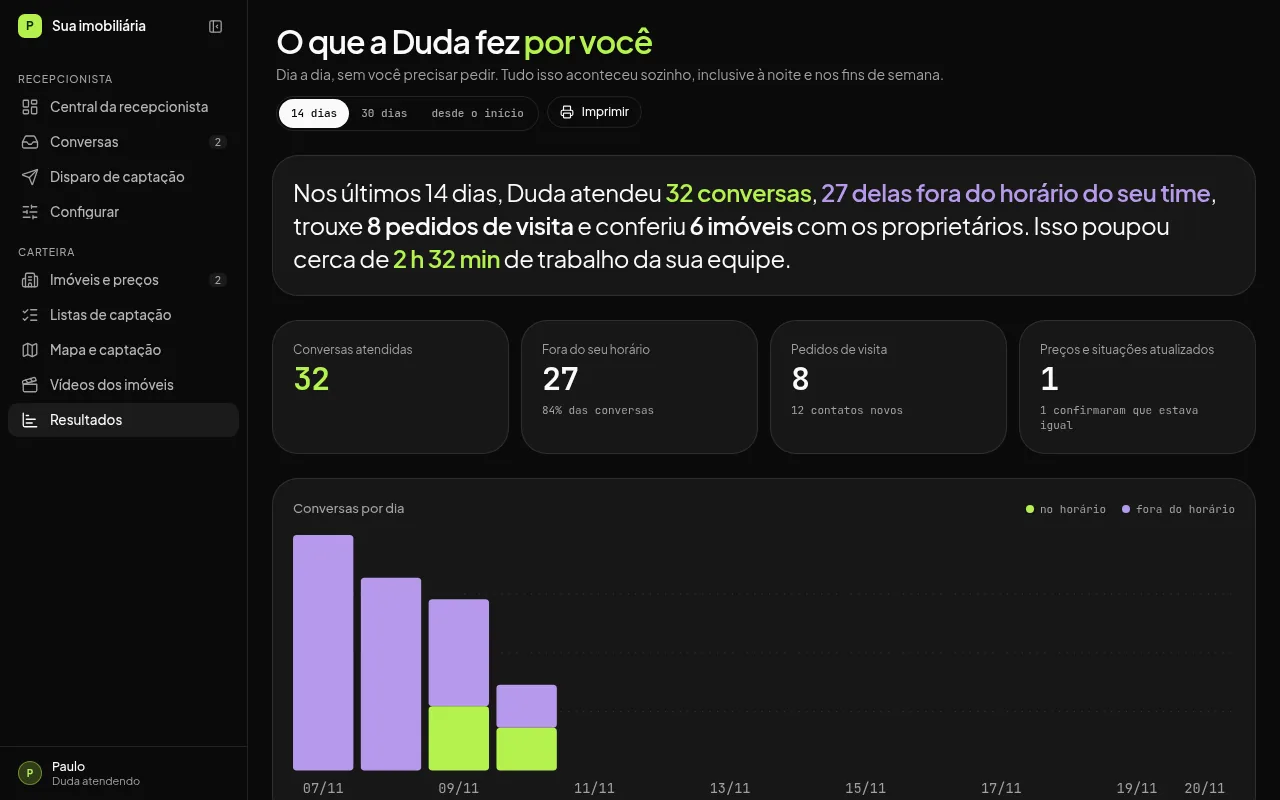 P Sua imobiliária
RECEPCIONISTA
Central da recepcionista
Conversas 2
Disparo de captação
Configurar
CARTEIRA
Imóveis e preços 2
Listas de captação
Mapa e captação
Vídeos dos imóveis
Resultados
P Paulo
Duda atendendo
O que a Duda fez por você
Dia a dia, sem você precisar pedir. Tudo isso aconteceu sozinho, inclusive à noite e nos fins de semana.
14 dias 30 dias desde o início Imprimir
Nos últimos 14 dias, Duda atendeu 32 conversas, 27 delas fora do horário do seu time,
trouxe 8 pedidos de visita e conferiu 6 imóveis com os proprietários. Isso poupou
cerca de 2 h 32 min de trabalho da sua equipe.
Conversas atendidas
32
Fora do seu horário
27
84% das conversas
Pedidos de visita
8
12 contatos novos
Preços e situações atualizados
1
1 confirmaram que estava
igual
Conversas por dia no horário fora do horário
07/11 09/11 11/11 13/11 15/11 17/11 19/11 20/11